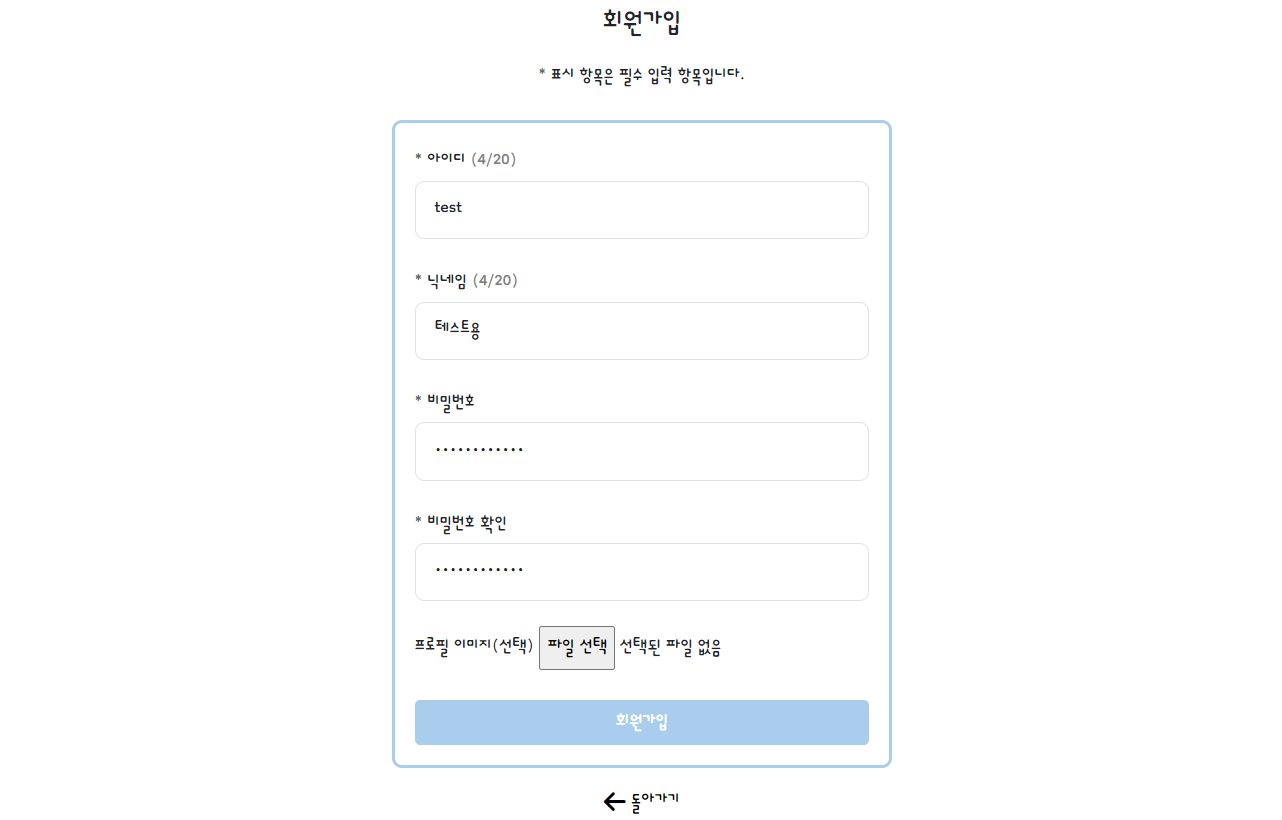 회원가입
* 표시 항목은 필수 입력 항목입니다.
* 아이디 (4/20)
test
* 닉네임 (4/20)
테스트용
* 비밀번호
••••••••••••
* 비밀번호 확인
••••••••••••
프로필 이미지(선택) 파일 선택 선택된 파일 없음
회원가입
← 돌아가기